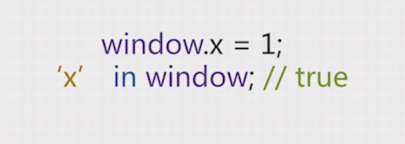 window.x = 1;
‘x’ in window; // true